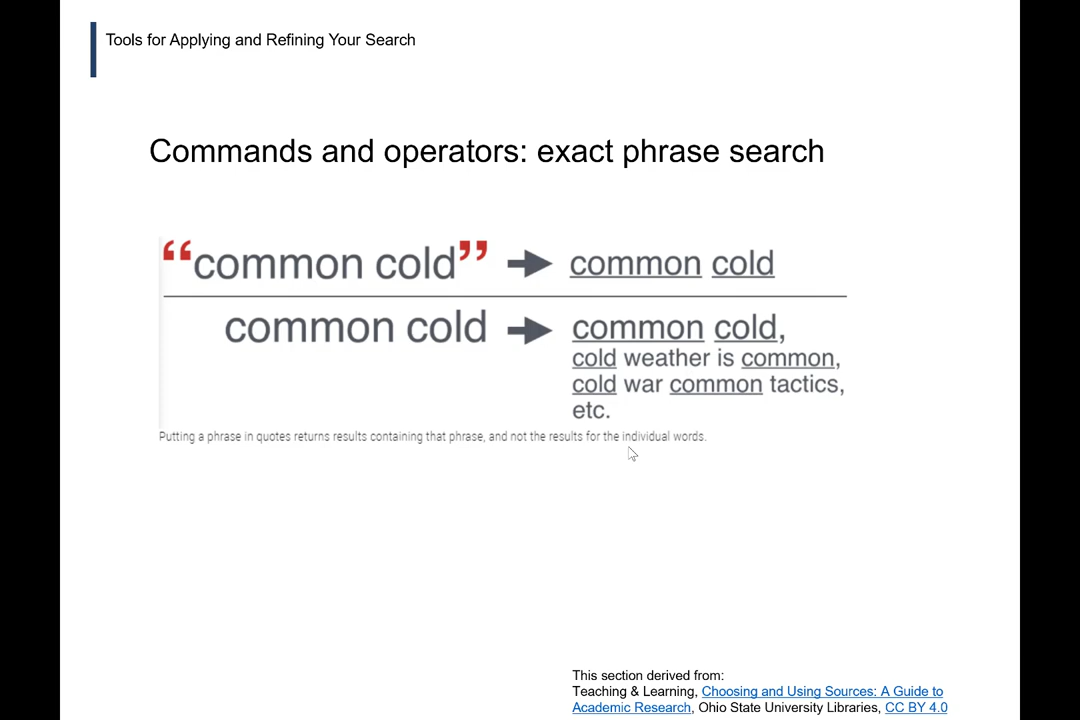 Tools for Applying and Refining Your Search
Commands and operators: exact phrase search
“common cold” → common cold
common cold → common cold,
cold weather is common,
cold war common tactics,
etc.
Putting a phrase in quotes returns results containing that phrase, and not the results for the individual words.
This section derived from:
Teaching & Learning, Choosing and Using Sources: A Guide to
Academic Research, Ohio State University Libraries, CC BY 4.0